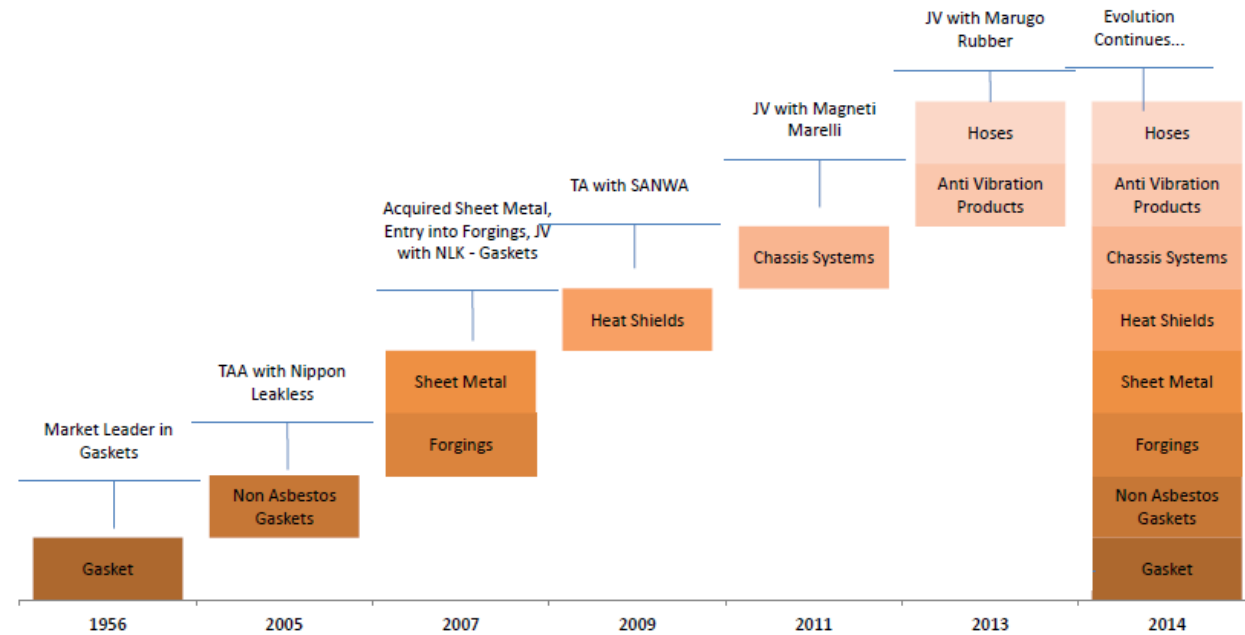 JV with Marugo
Rubber
Evolution
Continues...
JV with Magneti
Marelli
Hoses
Hoses
TA with SANWA
Anti Vibration
Products
Anti Vibration
Products
Acquired Sheet Metal,
Entry into Forgings, JV
with NLK - Gaskets
Chassis Systems
Chassis Systems
Heat Shields
Heat Shields
TAA with Nippon
Leakless
Sheet Metal
Sheet Metal
Market Leader in
Gaskets
Forgings
Forgings
Non Asbestos
Gaskets
Non Asbestos
Gaskets
Gasket
Gasket
1956
2005
2007
2009
2011
2013
2014